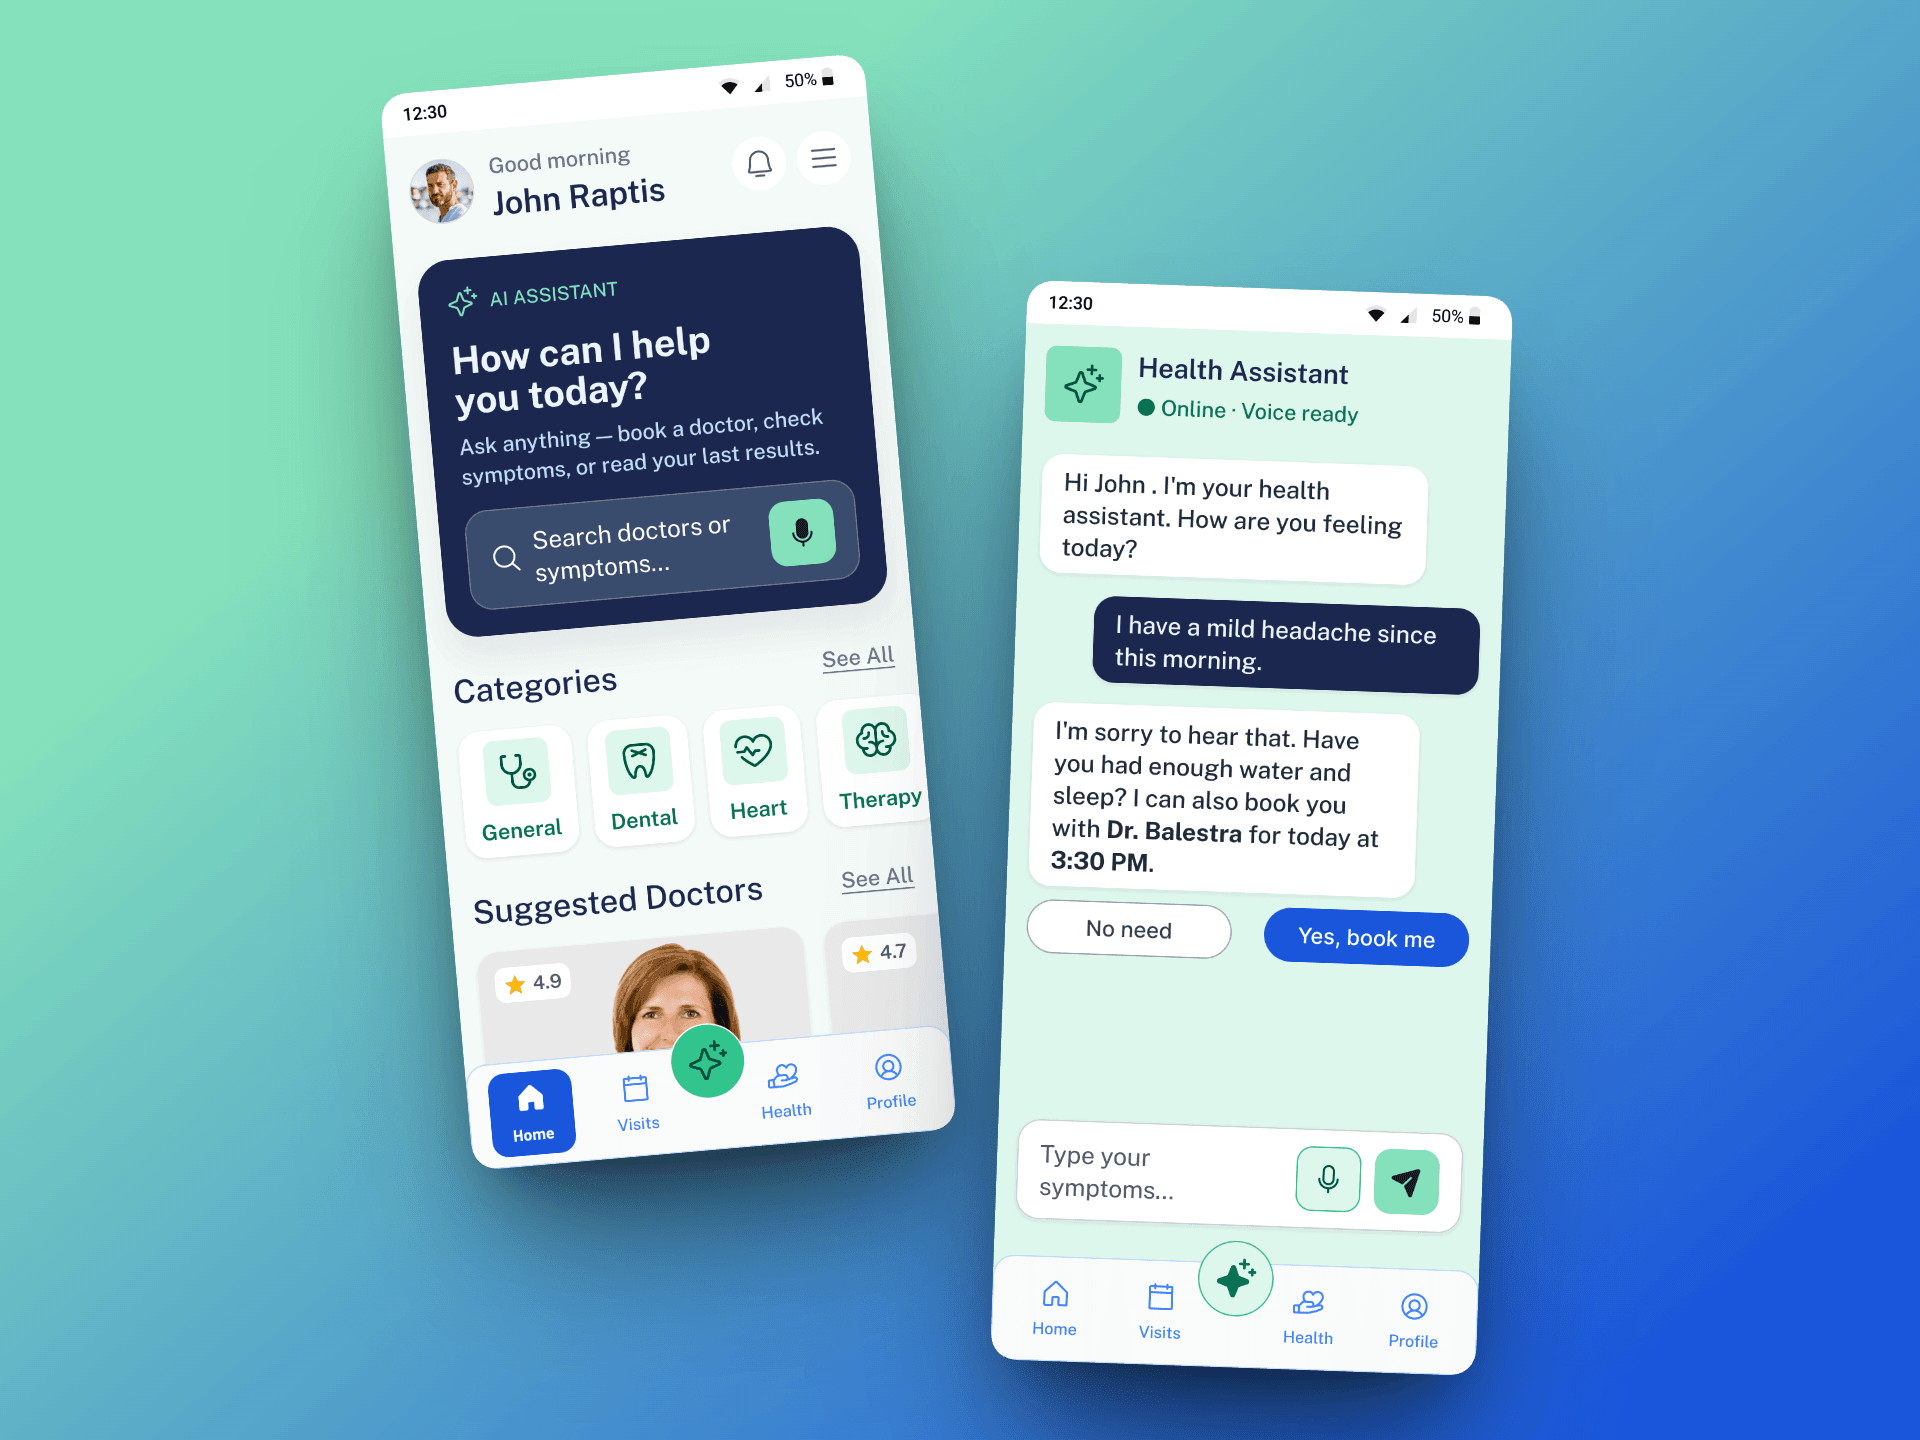 12:30
50%
Good morning
John Raptis
AI ASSISTANT
How can I help
you today?
Ask anything — book a doctor, check
symptoms, or read your last results.
Search doctors or
symptoms...
Categories
See All
General
Dental
Heart
Therapy
Suggested Doctors
See All
4.9
4.7
Home
Visits
Health
Profile
12:30
50%
Health Assistant
Online · Voice ready
Hi John . I'm your health
assistant. How are you feeling
today?
I have a mild headache since
this morning.
I'm sorry to hear that. Have
you had enough water and
sleep? I can also book you
with Dr. Balestra for today at
3:30 PM.
No need
Yes, book me
Type your
symptoms...
Home
Visits
Health
Profile